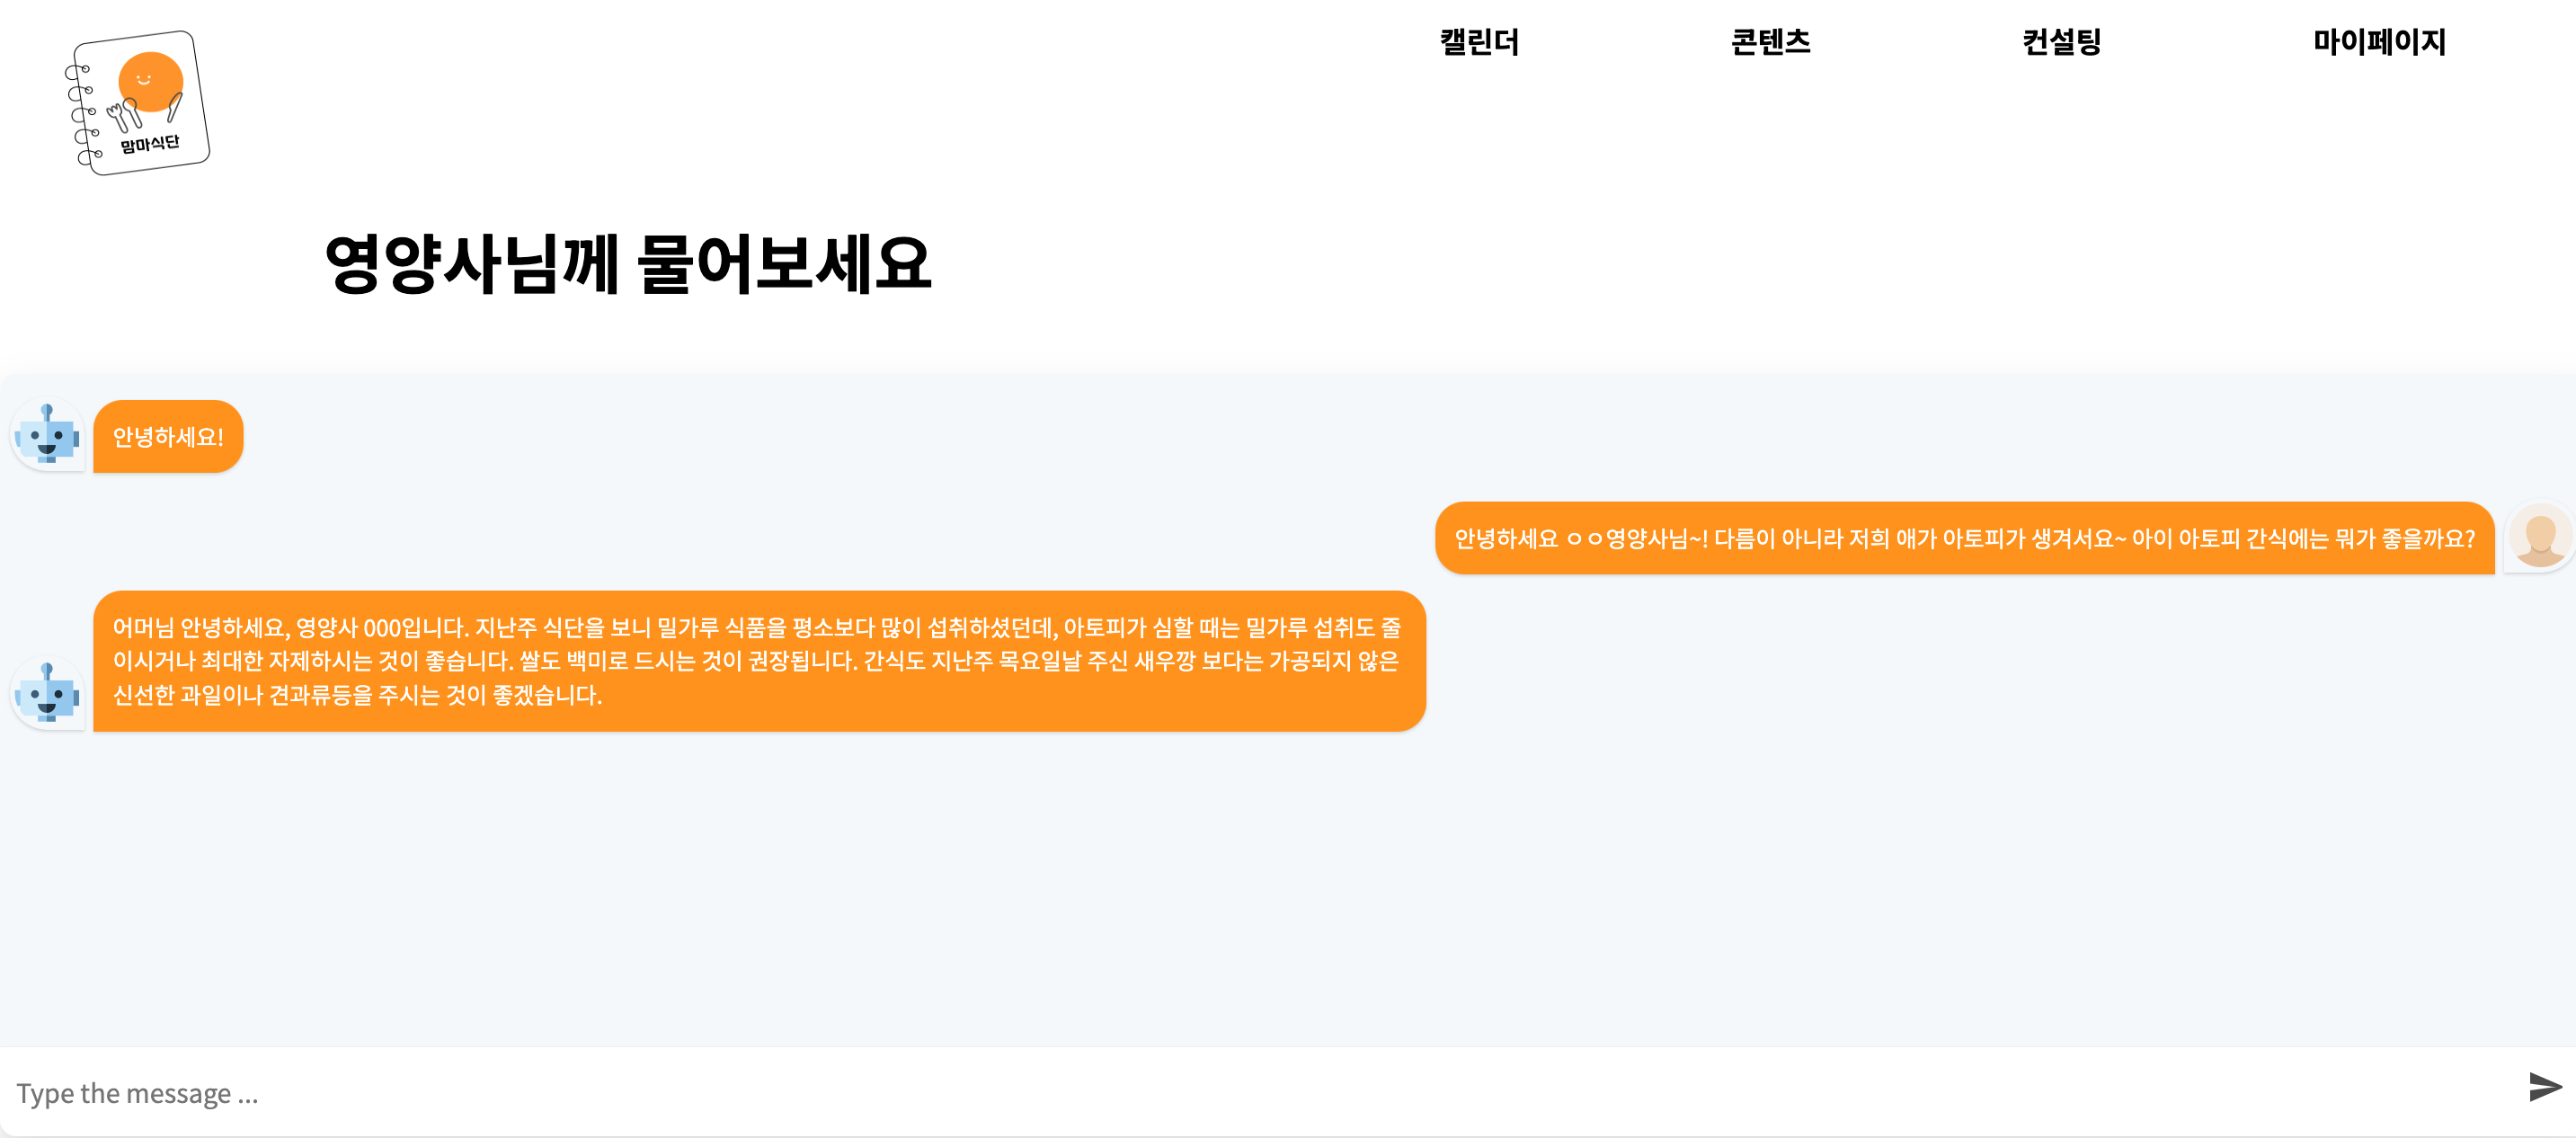 맘마식단
캘린더
콘텐츠
컨설팅
마이페이지
영양사님께 물어보세요
안녕하세요!
안녕하세요 ㅇㅇ영양사님~! 다름이 아니라 저희 애가 아토피가 생겨서요~ 아이 아토피 간식에는 뭐가 좋을까요?
어머님 안녕하세요, 영양사 000입니다. 지난주 식단을 보니 밀가루 식품을 평소보다 많이 섭취하셨던데, 아토피가 심할 때는 밀가루 섭취도 줄
이시거나 최대한 자제하시는 것이 좋습니다. 쌀도 백미로 드시는 것이 권장됩니다. 간식도 지난주 목요일날 주신 새우깡 보다는 가공되지 않은
신선한 과일이나 견과류등을 주시는 것이 좋겠습니다.
Type the message ...